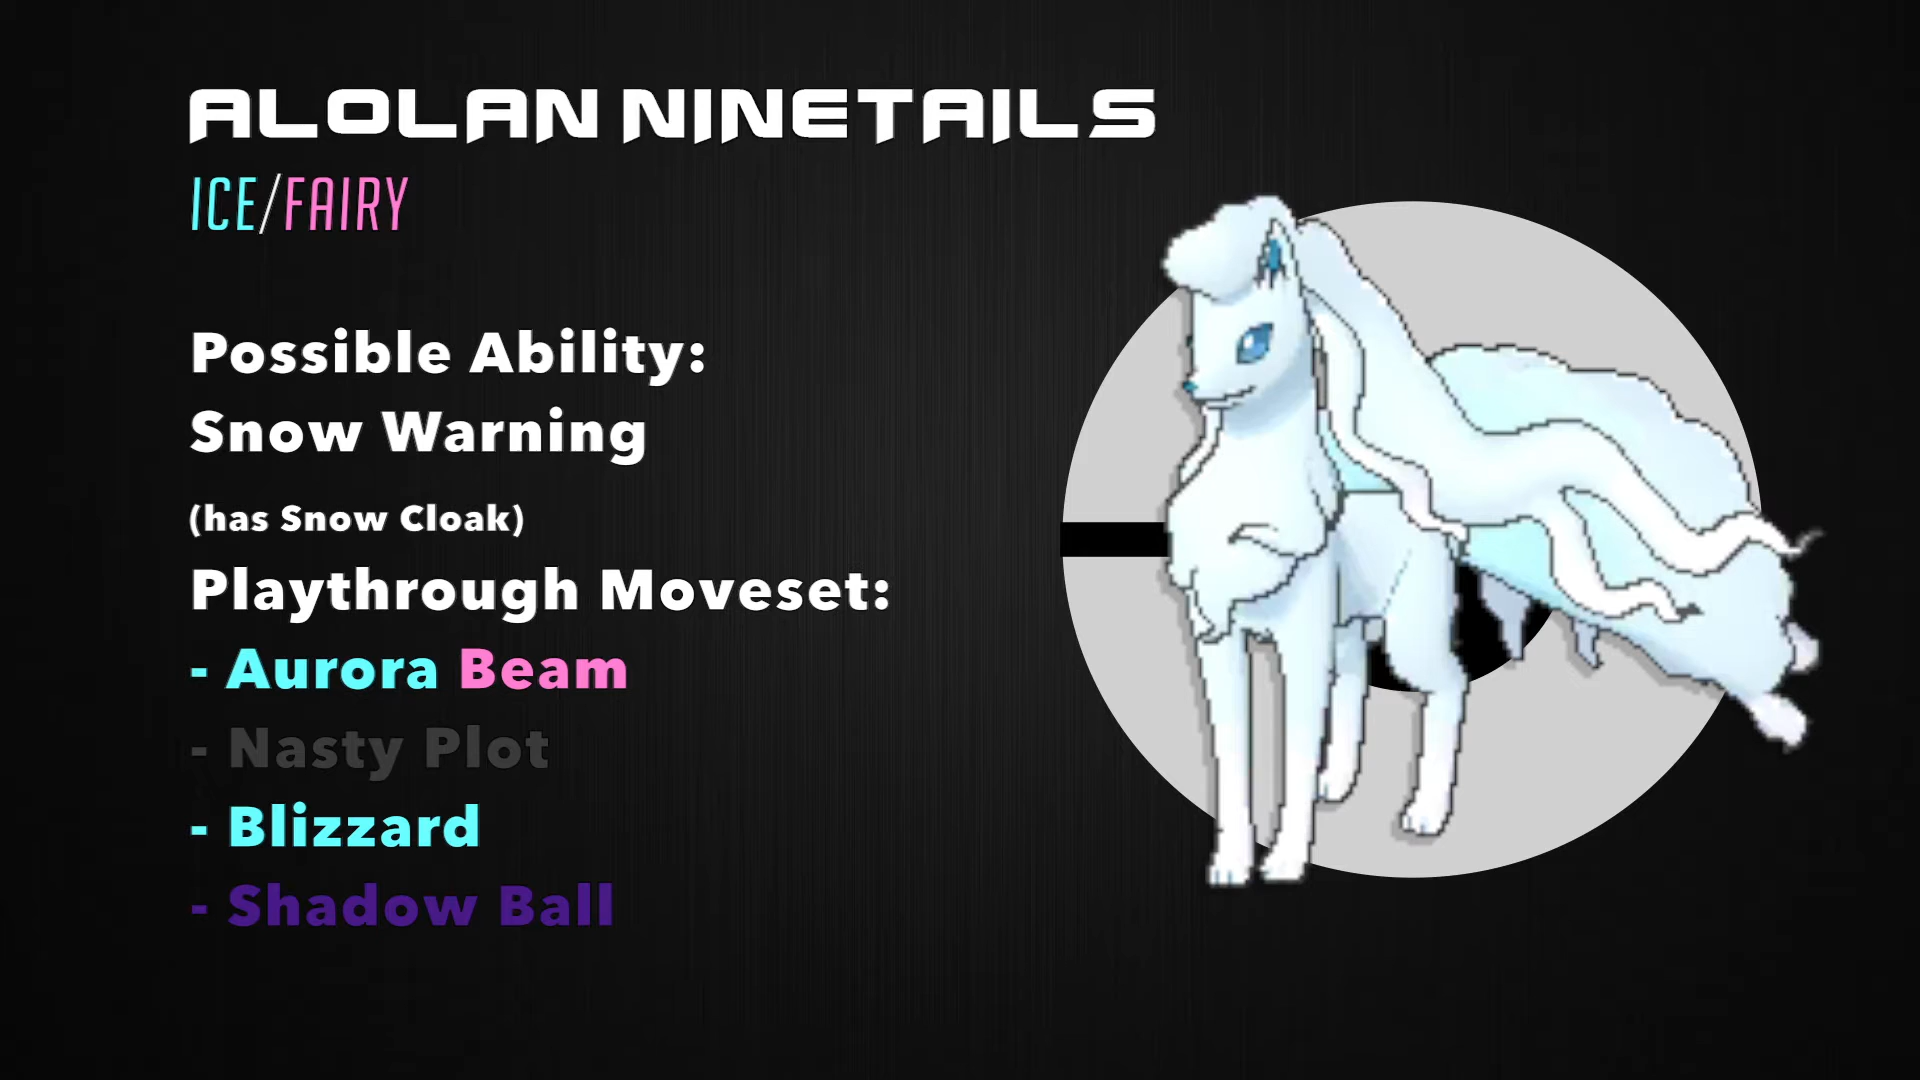 ALOLAN NINETAILS
ICE/FAIRY
Possible Ability:
Snow Warning
(has Snow Cloak)
Playthrough Moveset:
- Aurora Beam
- Nasty Plot
- Blizzard
- Shadow Ball